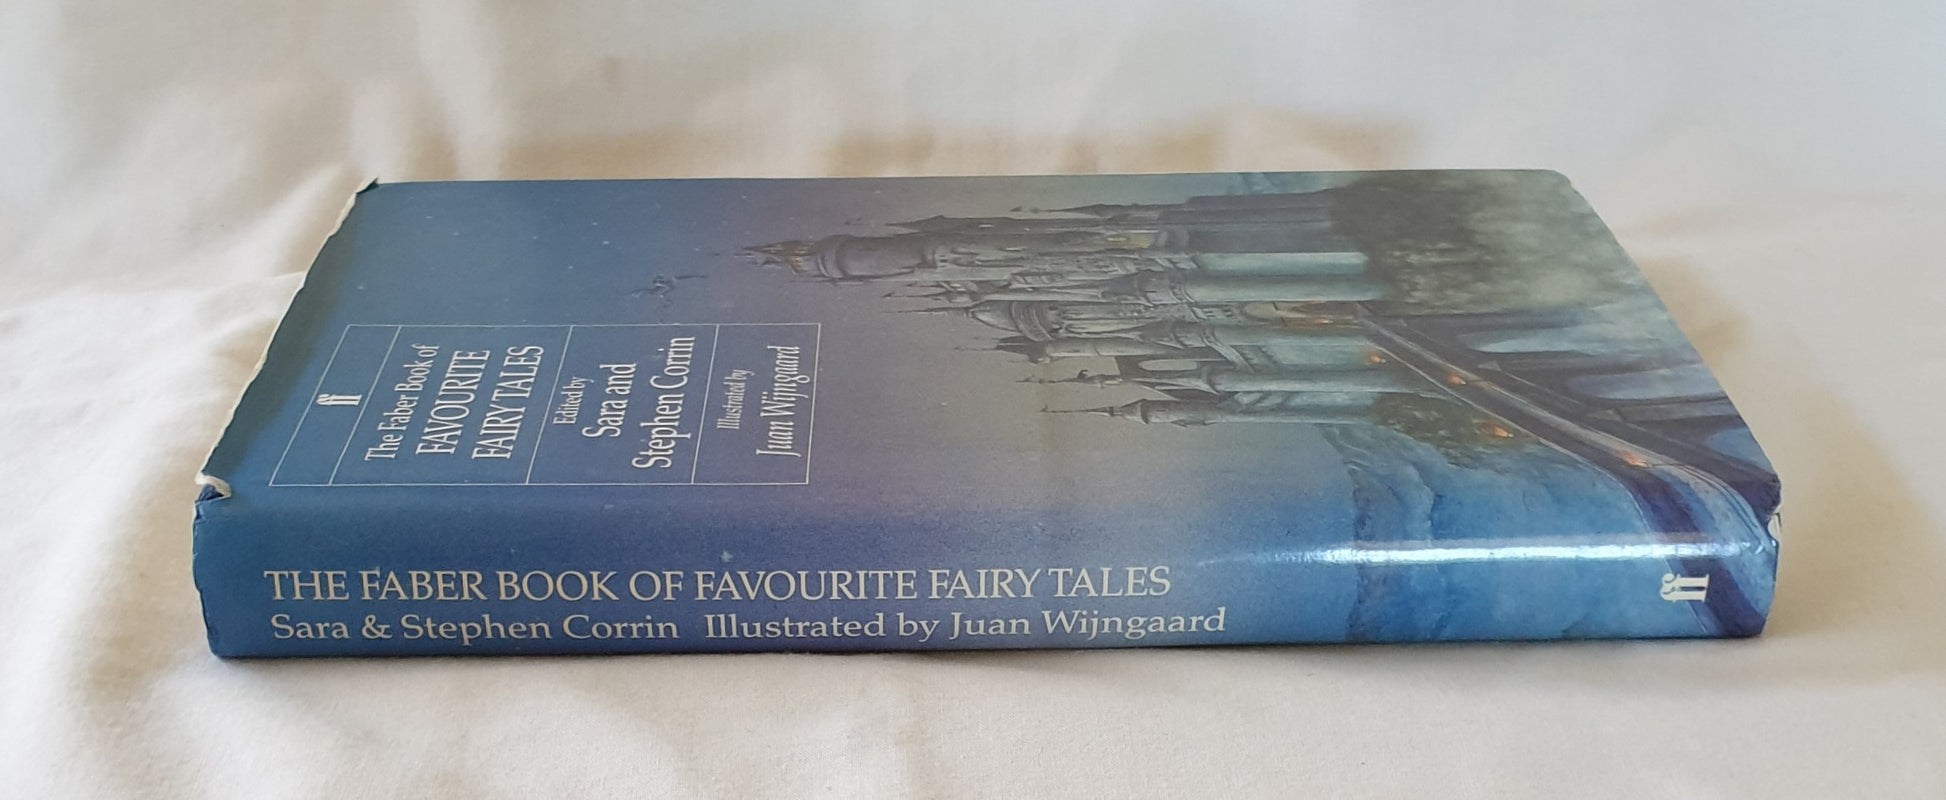 ff
The Faber Book of
FAVOURITE
FAIRY TALES
Edited by
Sara and
Stephen Corrin
Illustrated by
Juan Wijngaard
THE FABER BOOK OF FAVOURITE FAIRY TALES
Sara & Stephen Corrin Illustrated by Juan Wijngaard
ff